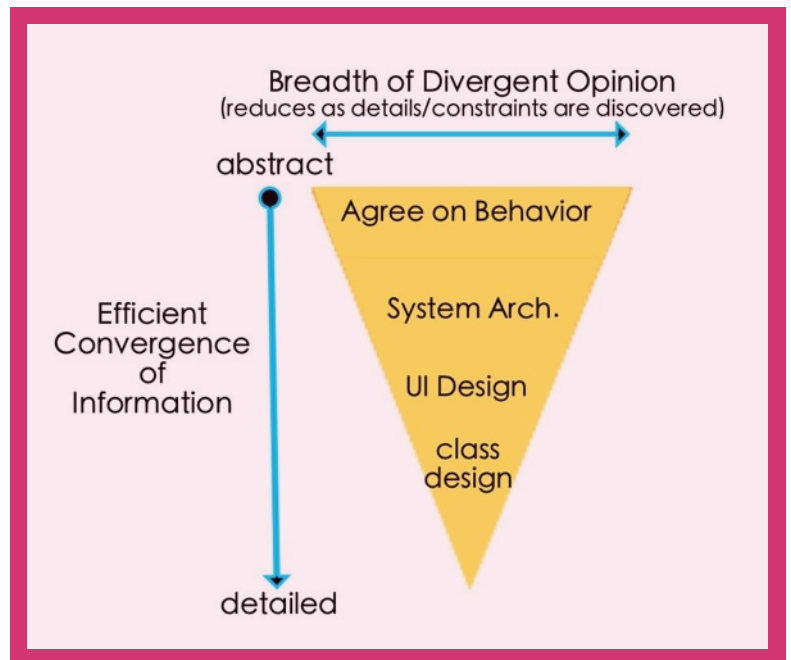 Breadth of Divergent Opinion
(reduces as details/constraints are discovered)
abstract
Agree on Behavior
System Arch.
Efficient
Convergence
of
Information
UI Design
class
design
detailed